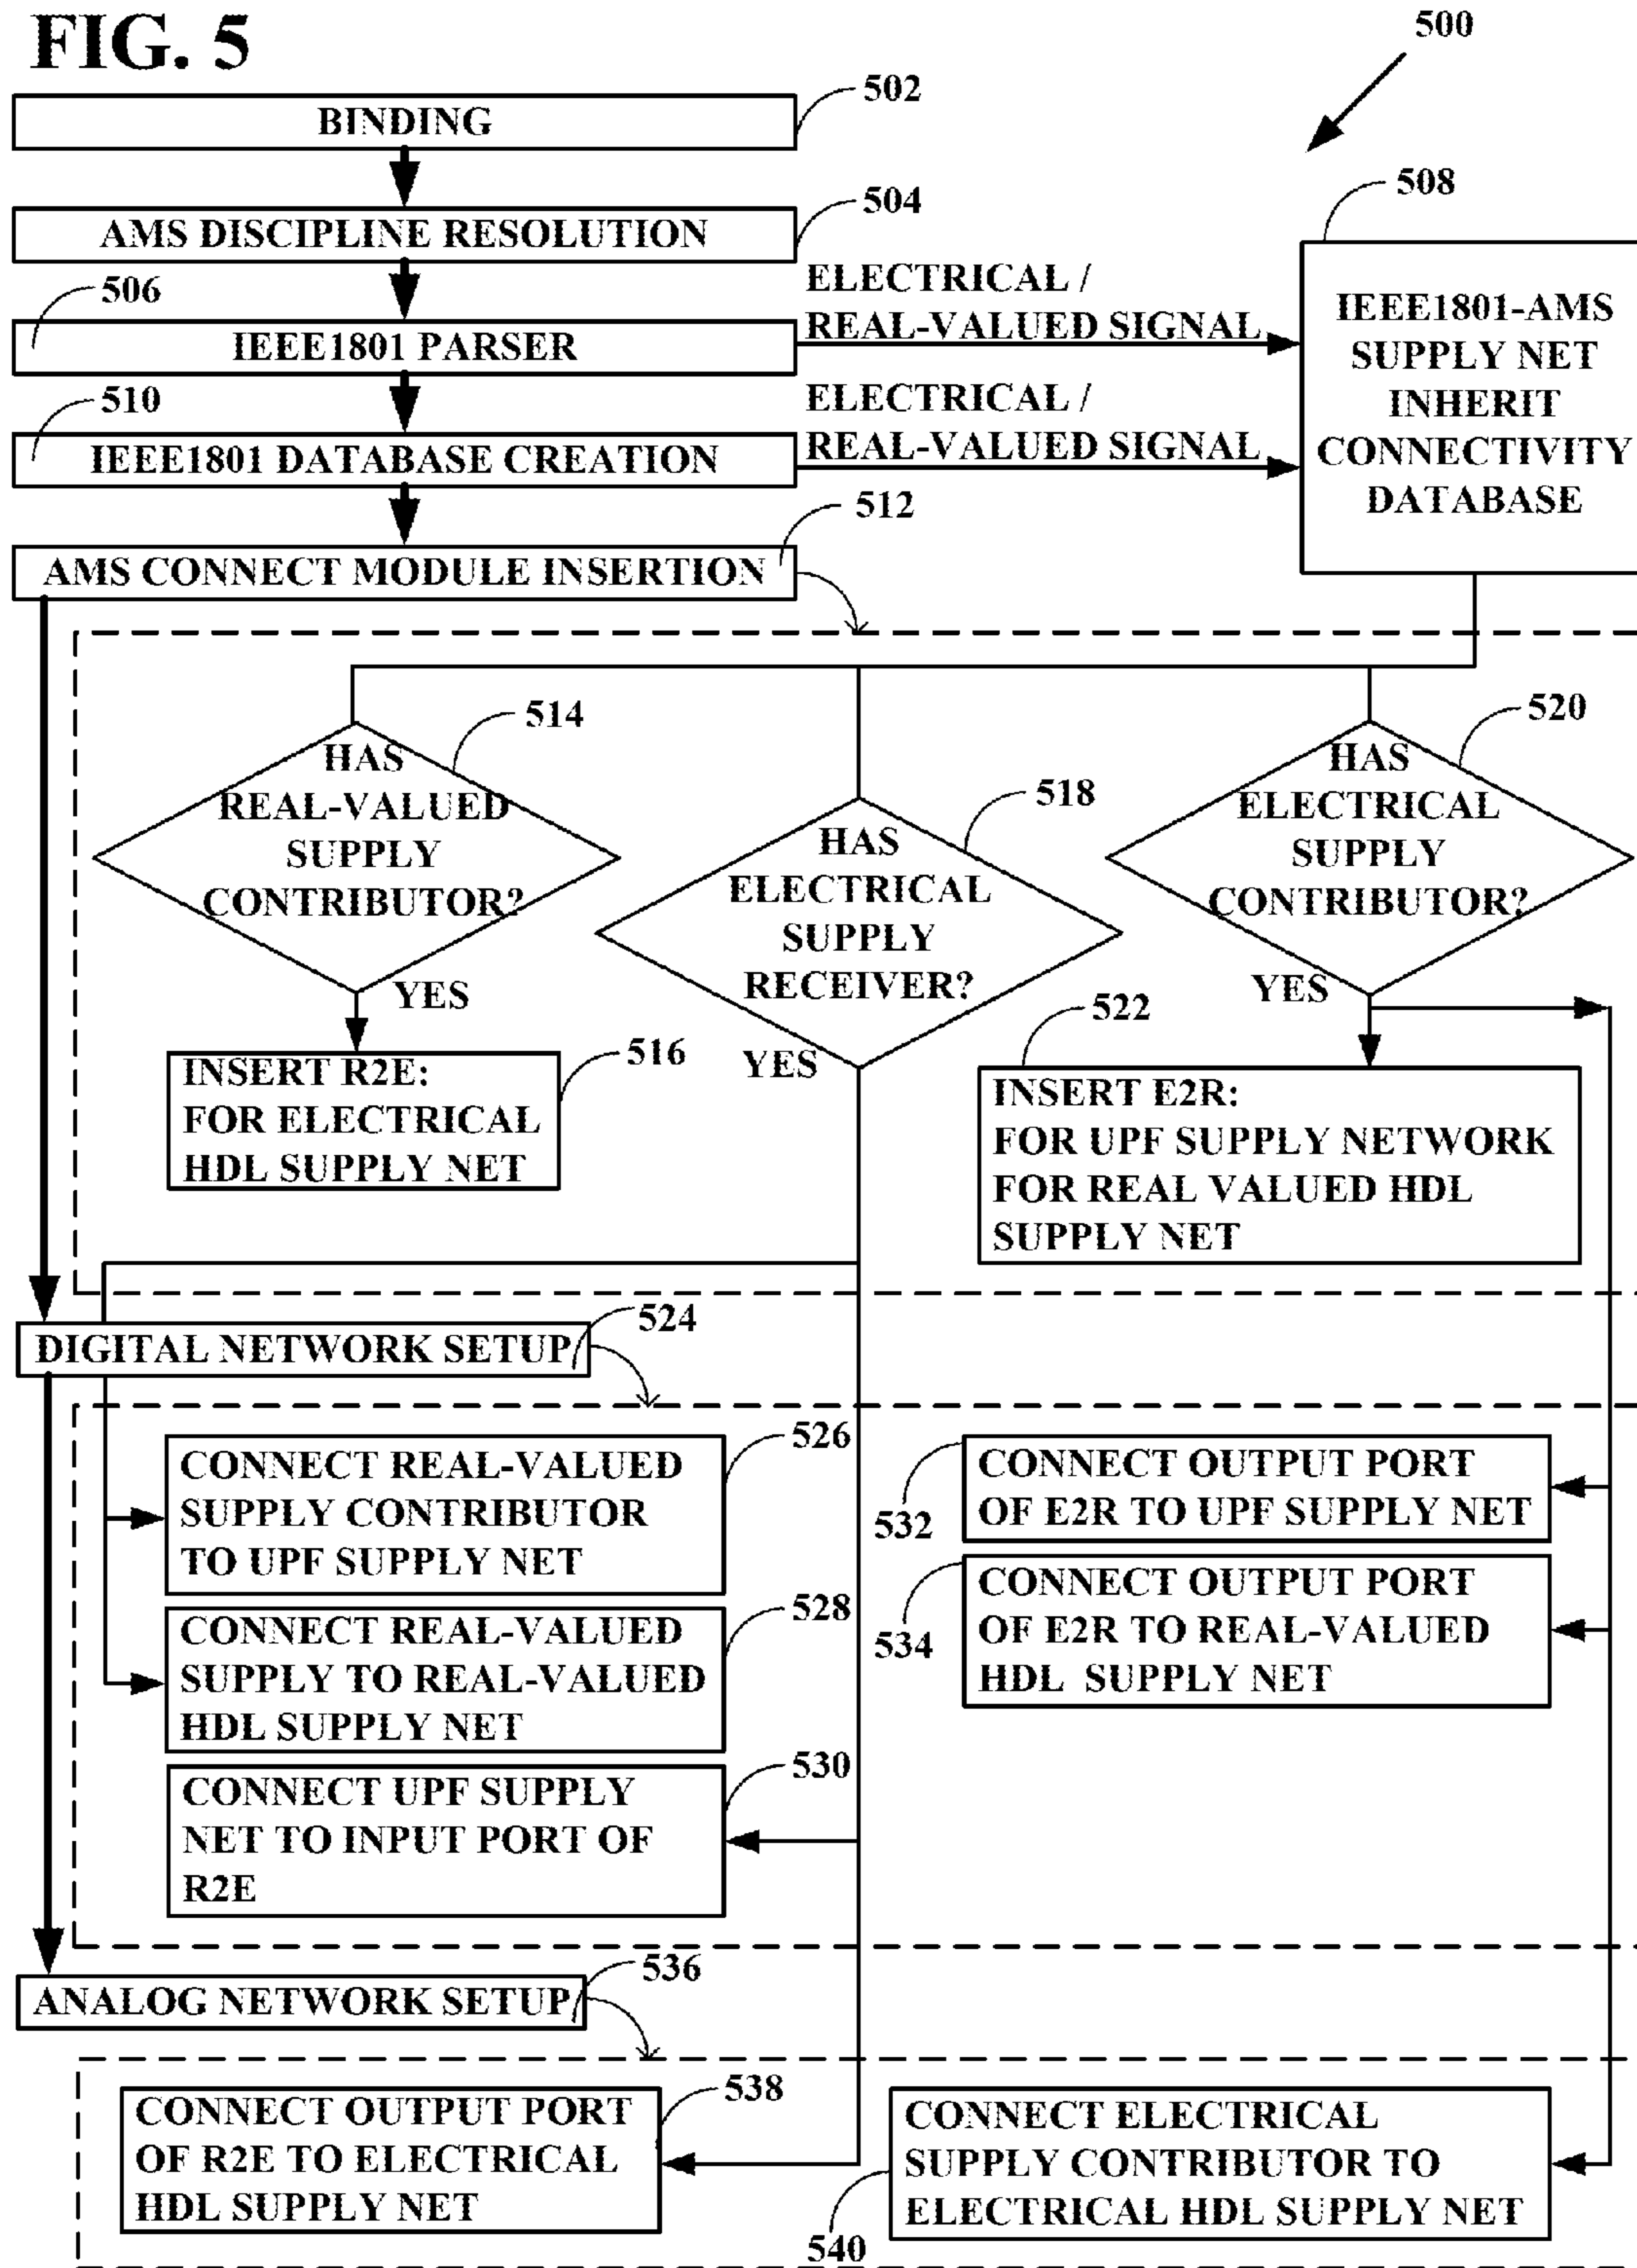 FIG. 5
500
BINDING
502
AMS DISCIPLINE RESOLUTION
504
506
IEEE1801 PARSER
ELECTRICAL /
REAL-VALUED SIGNAL
508
IEEE1801-AMS
SUPPLY NET
INHERIT
CONNECTIVITY
DATABASE
510
IEEE1801 DATABASE CREATION
ELECTRICAL /
REAL-VALUED SIGNAL
512
AMS CONNECT MODULE INSERTION
514
HAS
REAL-VALUED
SUPPLY
CONTRIBUTOR?
YES
516
INSERT R2E:
FOR ELECTRICAL
HDL SUPPLY NET
518
HAS
ELECTRICAL
SUPPLY
RECEIVER?
YES
520
HAS
ELECTRICAL
SUPPLY
CONTRIBUTOR?
YES
522
INSERT E2R:
FOR UPF SUPPLY NETWORK
FOR REAL VALUED HDL
SUPPLY NET
524
DIGITAL NETWORK SETUP
526
CONNECT REAL-VALUED
SUPPLY CONTRIBUTOR
TO UPF SUPPLY NET
528
CONNECT REAL-VALUED
SUPPLY TO REAL-VALUED
HDL SUPPLY NET
530
CONNECT UPF SUPPLY
NET TO INPUT PORT OF
R2E
532
CONNECT OUTPUT PORT
OF E2R TO UPF SUPPLY NET
534
CONNECT OUTPUT PORT
OF E2R TO REAL-VALUED
HDL SUPPLY NET
536
ANALOG NETWORK SETUP
538
CONNECT OUTPUT PORT
OF R2E TO ELECTRICAL
HDL SUPPLY NET
540
CONNECT ELECTRICAL
SUPPLY CONTRIBUTOR TO
ELECTRICAL HDL SUPPLY NET